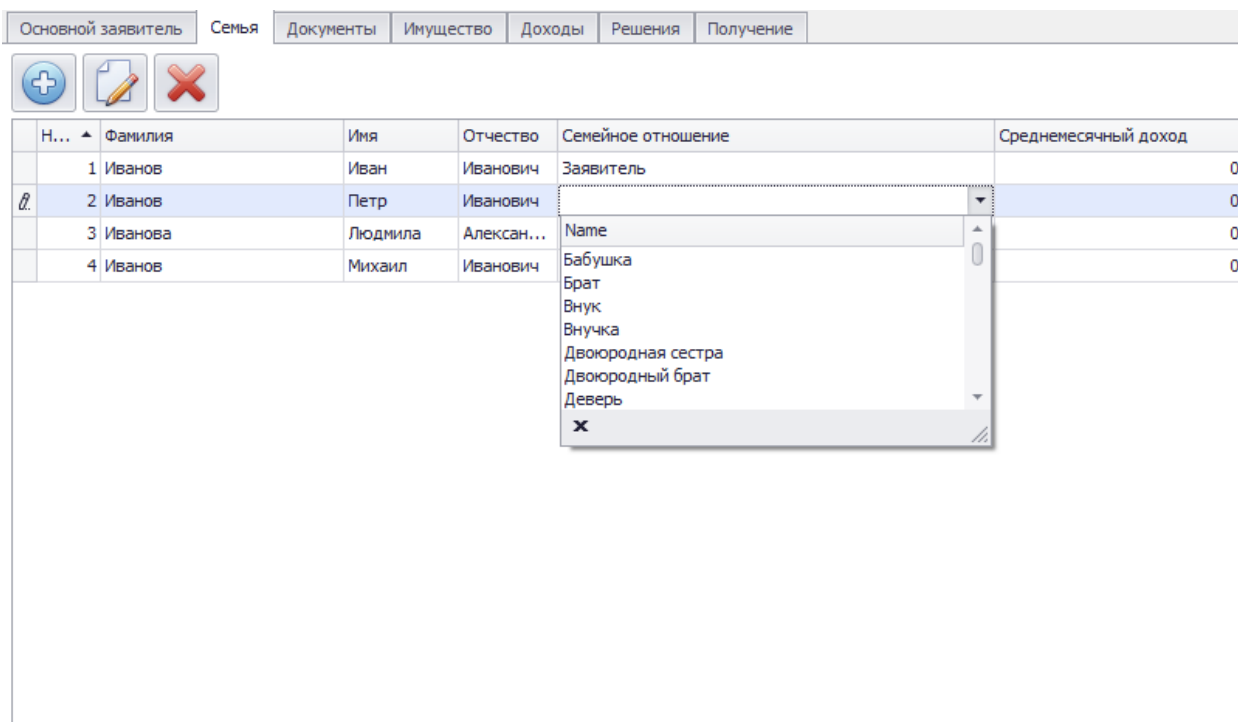 Основной заявитель Семья Документы Имущество Доходы Решения Получение
Н... Фамилия Имя Отчество Семейное отношение Среднемесячный доход
1 Иванов Иван Иванович Заявитель 0
2 Иванов Петр Иванович 0
3 Иванова Людмила Алексан... 0
4 Иванов Михаил Иванович 0
Name
Бабушка
Брат
Внук
Внучка
Двоюродная сестра
Двоюродный брат
Деверь
x